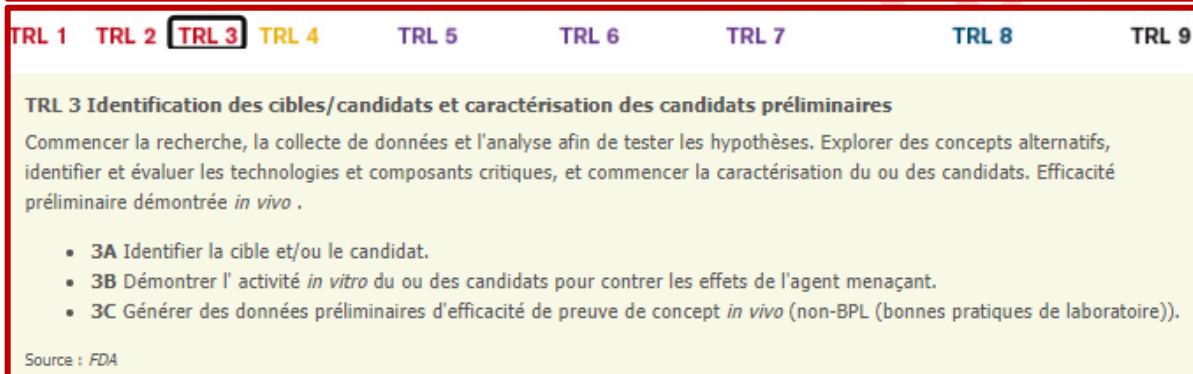 TRL 1 TRL 2 TRL 3 TRL 4 TRL 5 TRL 6 TRL 7 TRL 8 TRL 9
TRL 3 Identification des cibles/candidats et caractérisation des candidats préliminaires
Commencer la recherche, la collecte de données et l'analyse afin de tester les hypothèses. Explorer des concepts alternatifs,
identifier et évaluer les technologies et composants critiques, et commencer la caractérisation du ou des candidats. Efficacité
préliminaire démontrée in vivo .
• 3A Identifier la cible et/ou le candidat.
• 3B Démontrer l' activité in vitro du ou des candidats pour contrer les effets de l'agent menaçant.
• 3C Générer des données préliminaires d'efficacité de preuve de concept in vivo (non-BPL (bonnes pratiques de laboratoire)).
Source : FDA